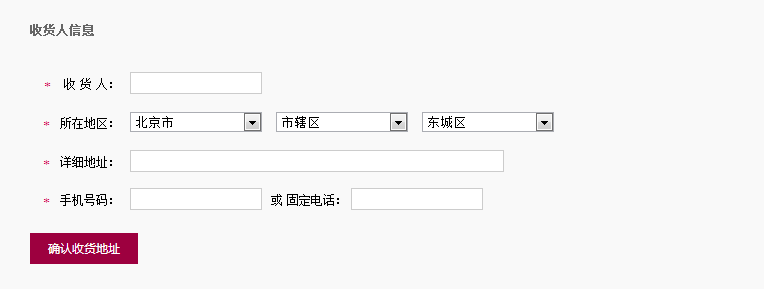 收货人信息
* 收 货 人：
* 所在地区： 北京市 市辖区 东城区
* 详细地址：
* 手机号码： 或 固定电话：
确认收货地址